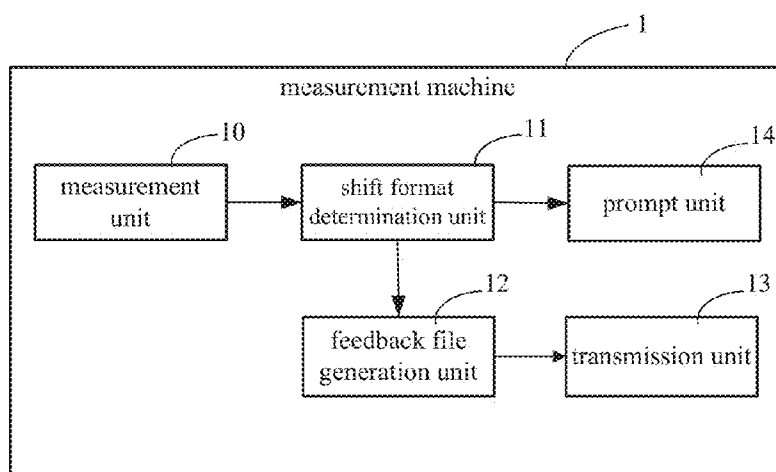 1
measurement machine
10
11
14
measurement
unit
shift format
determination unit
prompt unit
12
13
feedback file
generation unit
transmission unit